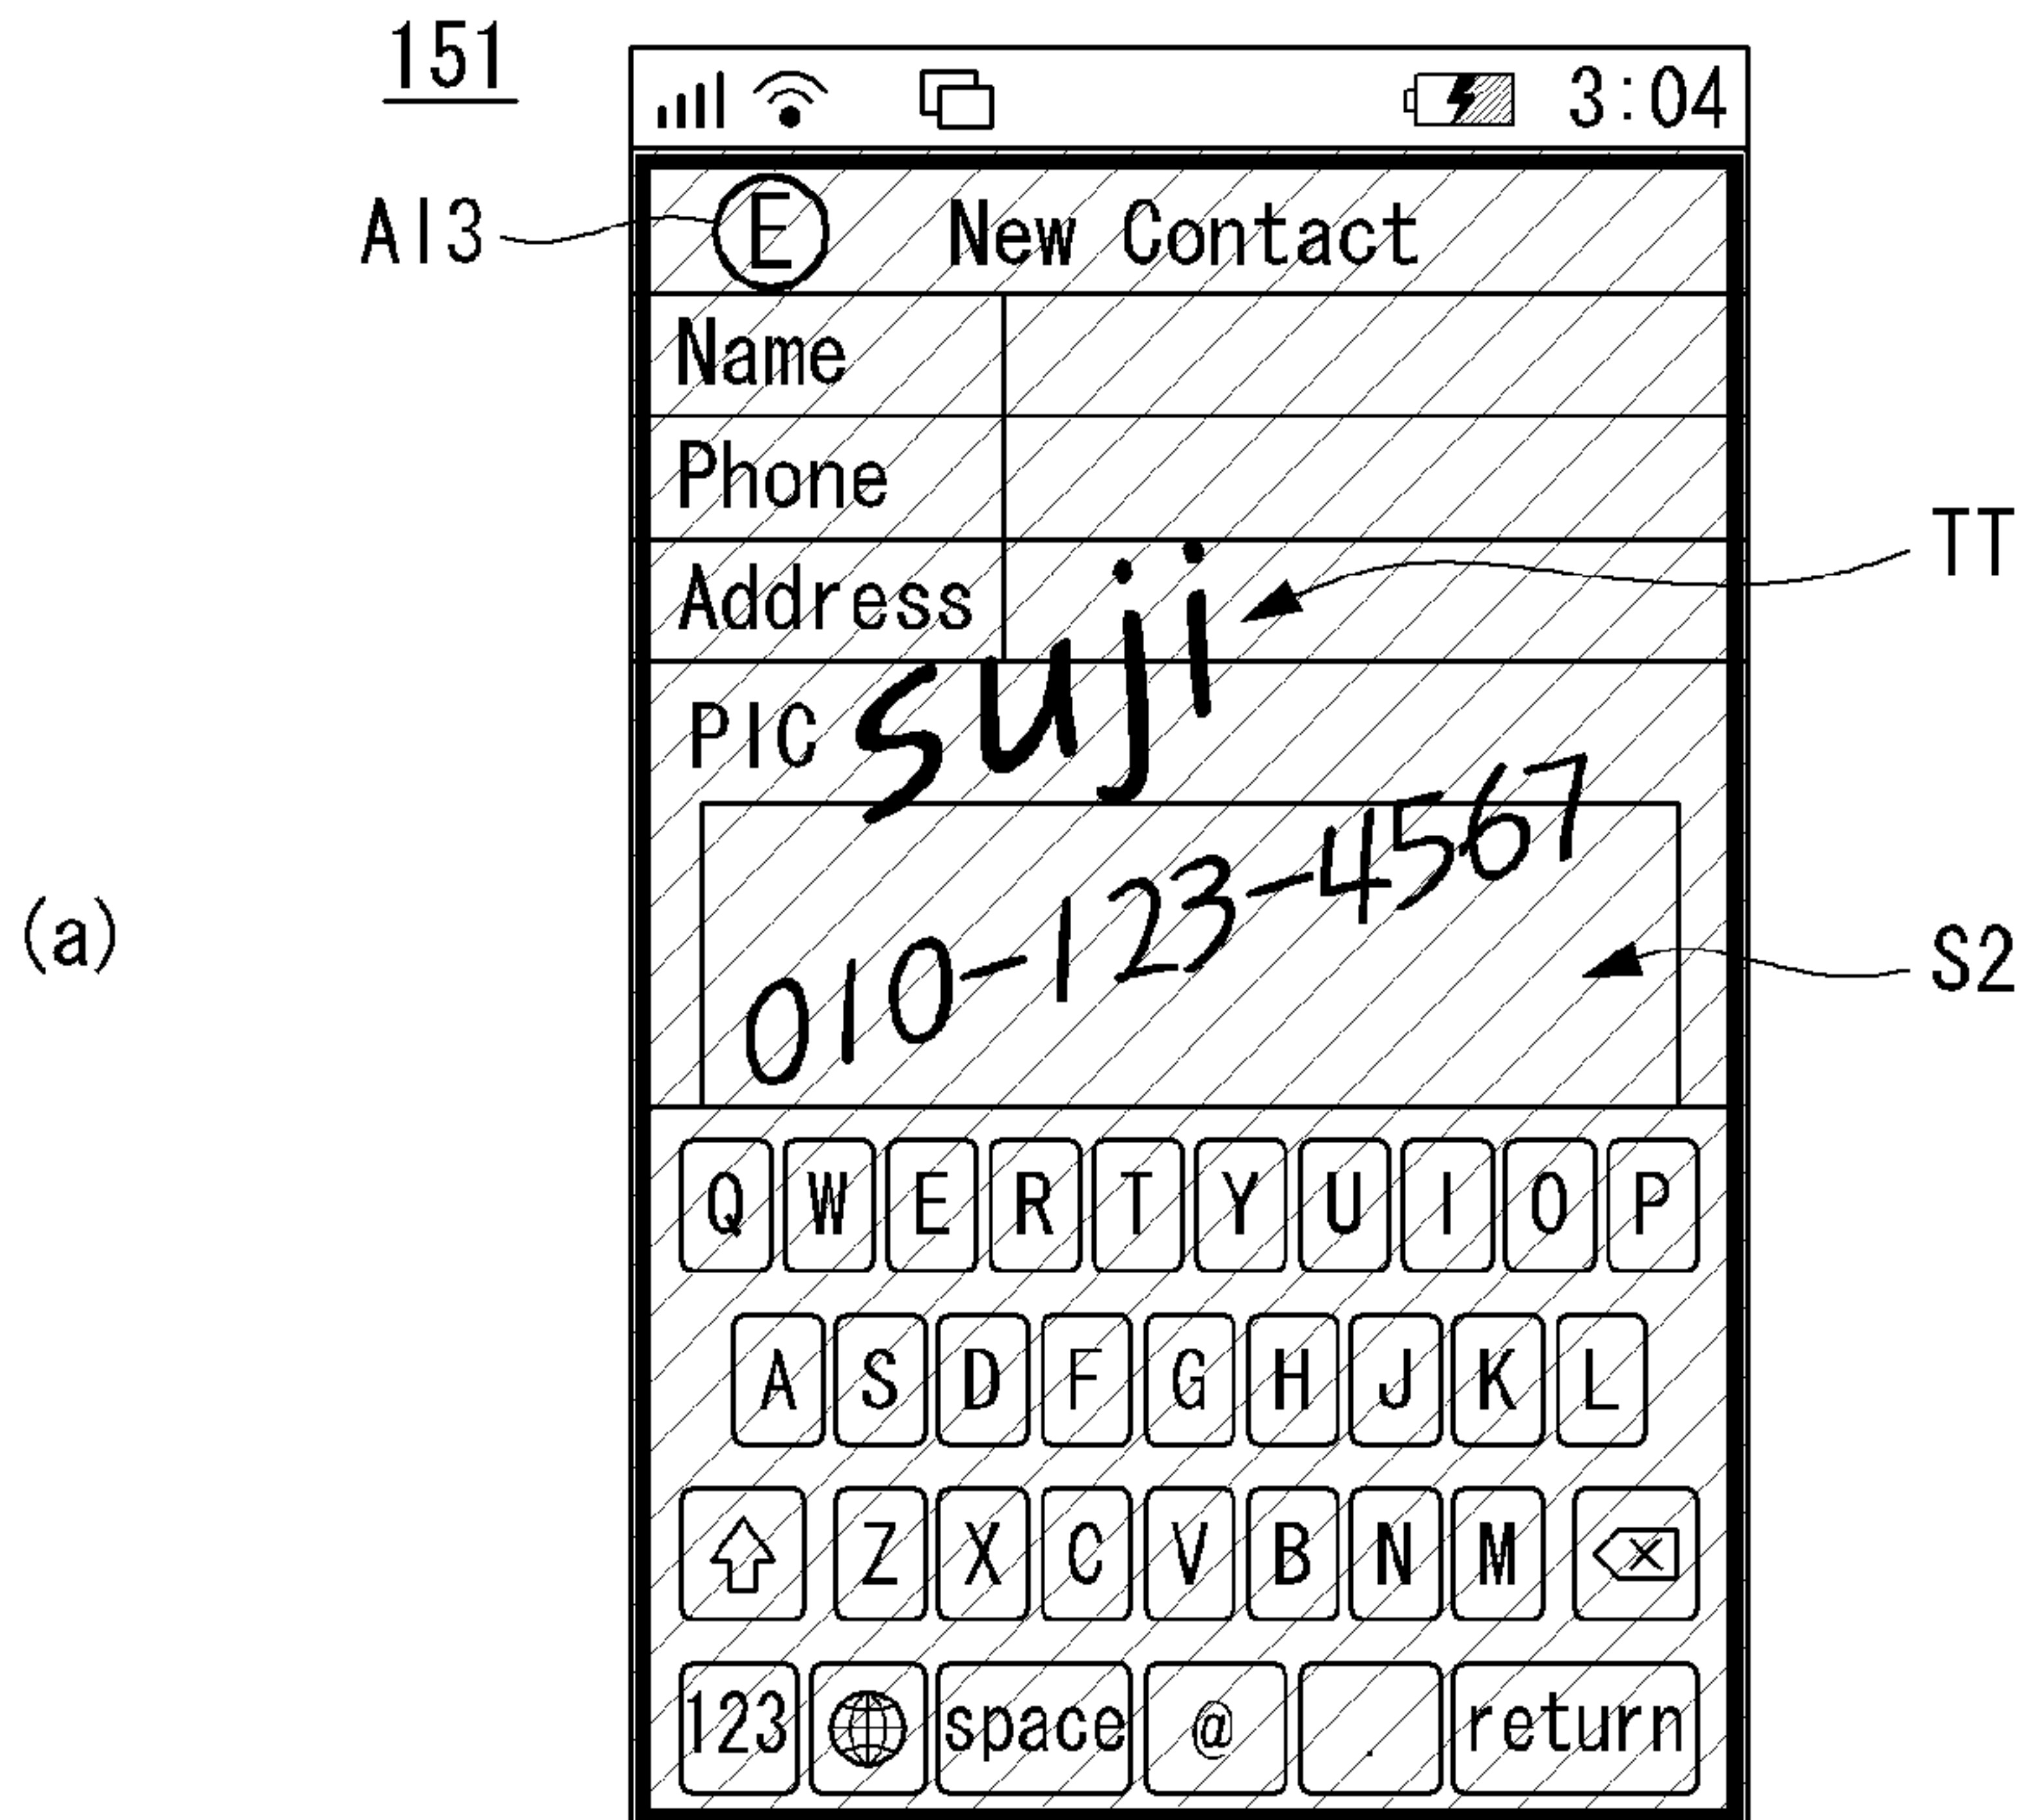 151
3:04
AI3
E New Contact
Name
Phone
TT
Address
suji
PIC
010-123-4567
(a)
S2
Q W E R T Y U I O P
A S D F G H J K L
Z X C V B N M
123 space @ . return